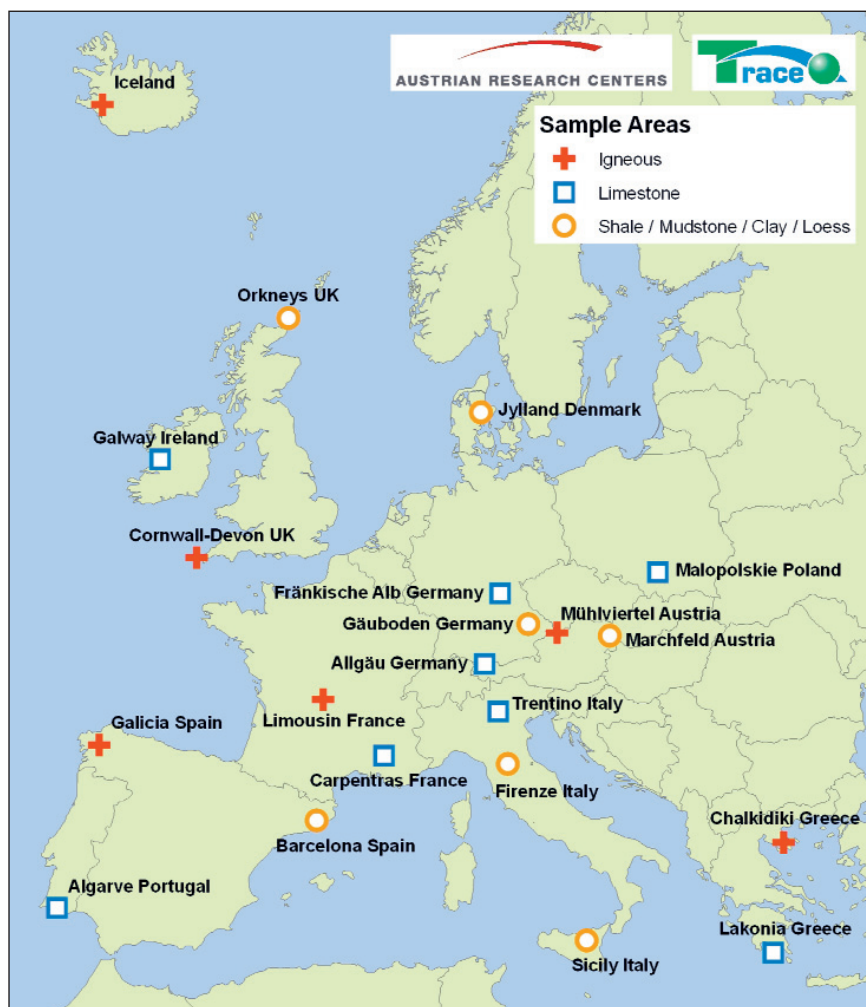 Iceland
AUSTRIAN RESEARCH CENTERS
Trace
Sample Areas
Igneous
Limestone
Shale / Mudstone / Clay / Loess
Orkneys UK
Jylland Denmark
Galway Ireland
Cornwall-Devon UK
Malopolskie Poland
Fränkische Alb Germany
Mühlviertel Austria
Gäuboden Germany
Marchfeld Austria
Allgäu Germany
Trentino Italy
Limousin France
Galicia Spain
Carpentras France
Firenze Italy
Chalkidiki Greece
Barcelona Spain
Algarve Portugal
Lakonia Greece
Sicily Italy